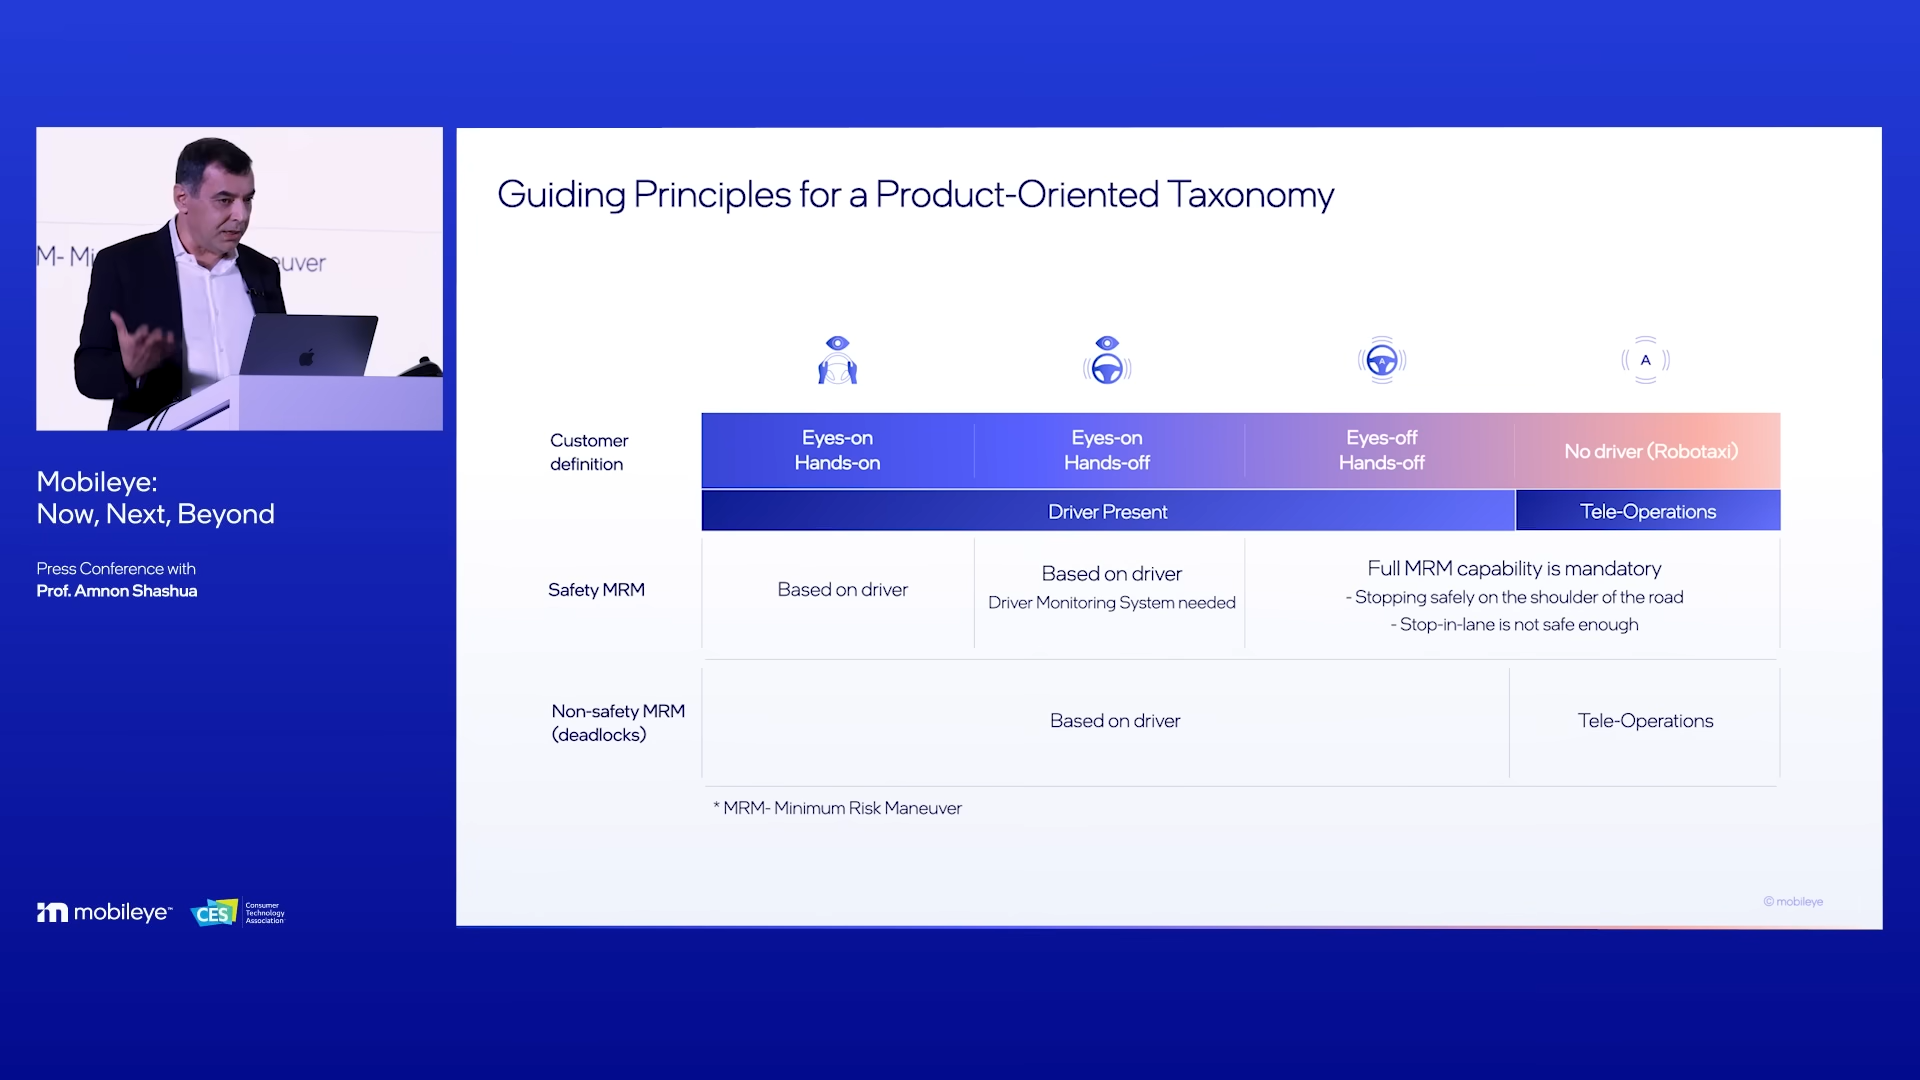 M- Mi
euver
Mobileye:
Now, Next, Beyond
Press Conference with
Prof. Amnon Shashua
mobileye™
CES
Consumer
Technology
Association
Guiding Principles for a Product-Oriented Taxonomy
A
A
Customer
definition
Eyes-on
Hands-on
Eyes-on
Hands-off
Eyes-off
Hands-off
No driver (Robotaxi)
Driver Present
Tele-Operations
Safety MRM
Based on driver
Based on driver
Driver Monitoring System needed
Full MRM capability is mandatory
- Stopping safely on the shoulder of the road
- Stop-in-lane is not safe enough
Non-safety MRM
(deadlocks)
Based on driver
Tele-Operations
* MRM- Minimum Risk Maneuver
© mobileye